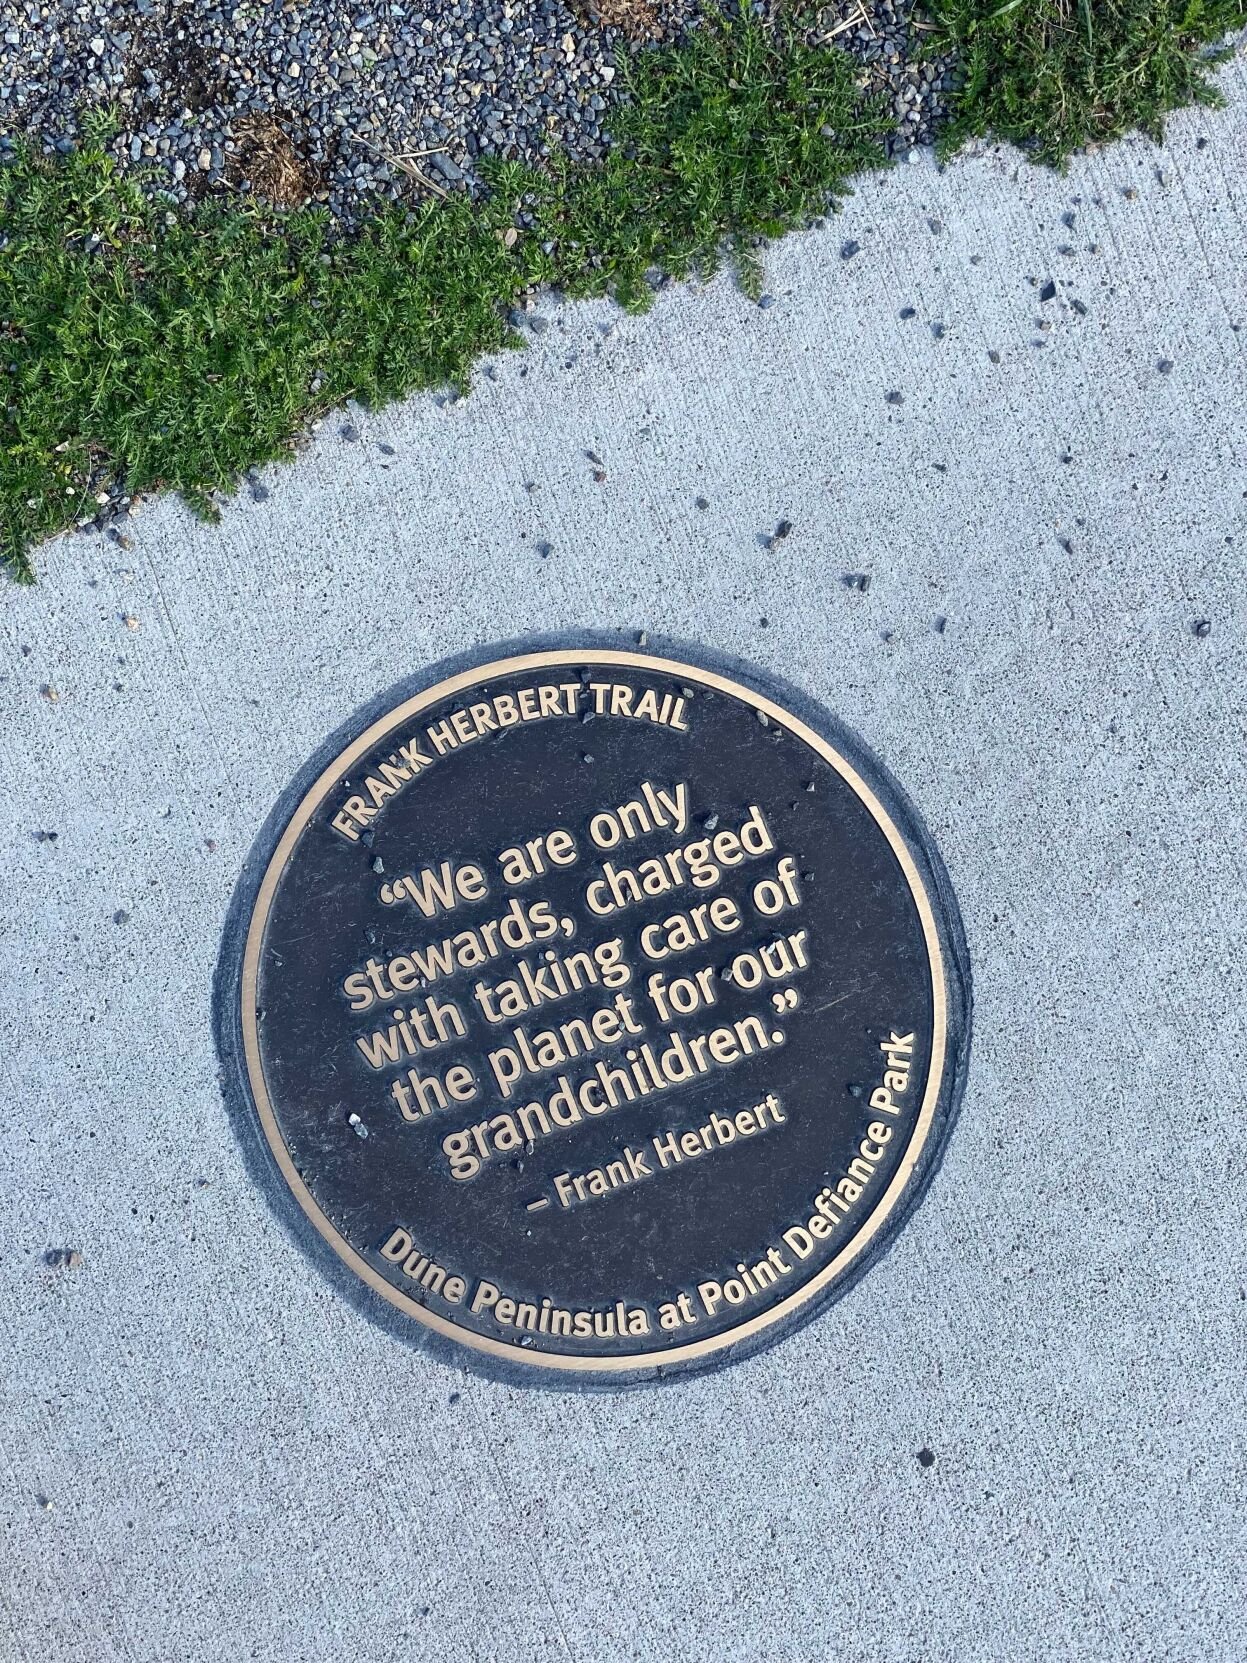 FRANK HERBERT TRAIL
“We are only
stewards, charged
with taking care of
the planet for our
grandchildren.”
– Frank Herbert
Dune Peninsula at Point Defiance Park